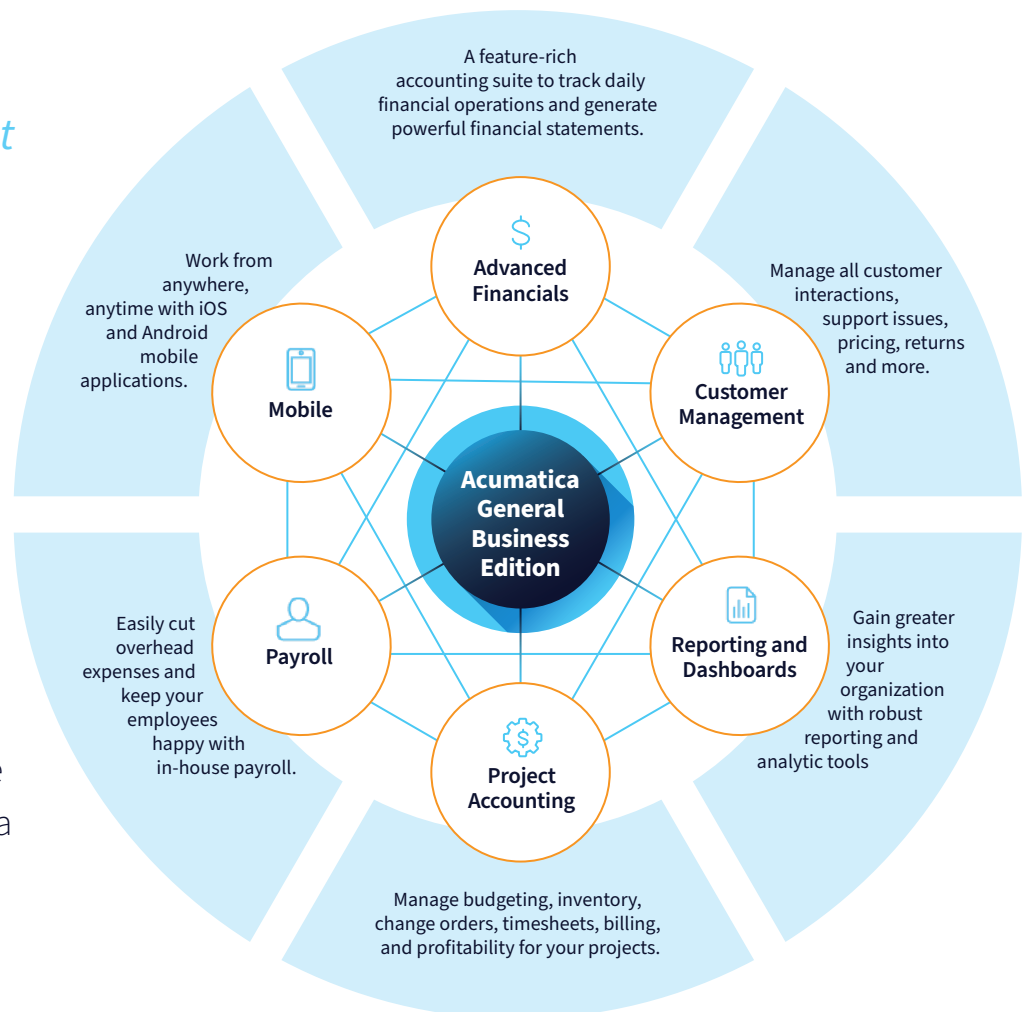 A feature-rich
accounting suite to track daily
financial operations and generate
powerful financial statements.
Advanced
Financials
Manage all customer
interactions,
support issues,
pricing, returns
and more.
Customer
Management
Gain greater
insights into
your
organization
with robust
reporting and
analytic tools
Reporting and
Dashboards
Manage budgeting, inventory,
change orders, timesheets, billing,
and profitability for your projects.
Project
Accounting
Easily cut
overhead
expenses and
keep your
employees
happy with
in-house payroll.
Payroll
Work from
anywhere,
anytime with iOS
and Android
mobile
applications.
Mobile
Acumatica
General
Business
Edition
t
e
a